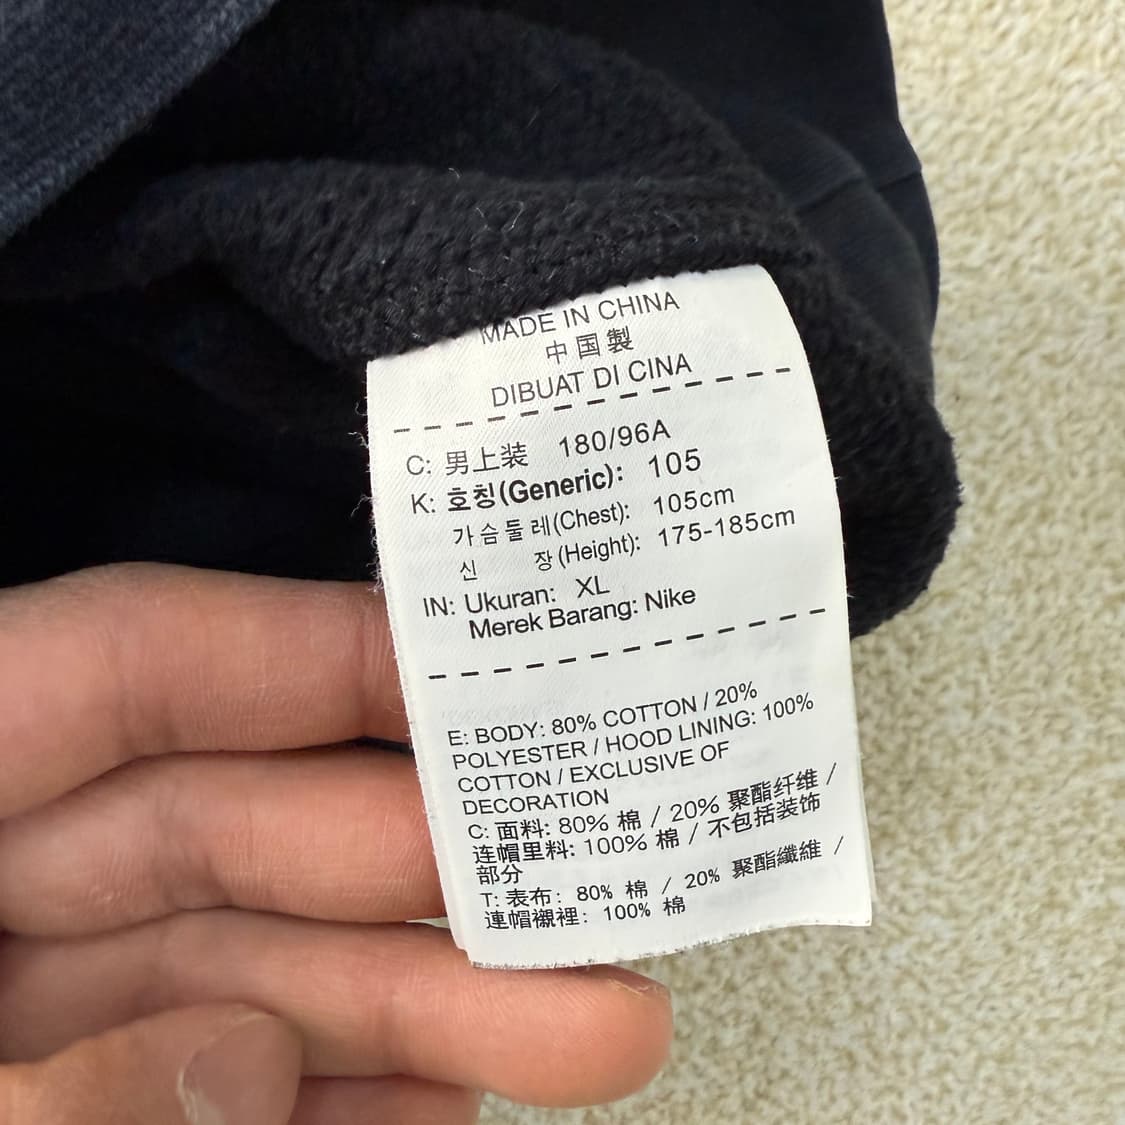 MADE IN CHINA
中国製
DIBUAT DI CINA
C: 男上装 180/96A
K: 호칭(Generic): 105
가슴둘레(Chest): 105cm
신 장(Height): 175-185cm
IN: Ukuran: XL
Merek Barang: Nike
E: BODY: 80% COTTON / 20%
POLYESTER / HOOD LINING: 100%
COTTON / EXCLUSIVE OF
DECORATION
C: 面料: 80% 棉 / 20% 聚酯纤维 /
连帽里料: 100% 棉 / 不包括装饰
部分
T: 表布: 80% 棉 / 20% 聚酯纖維 /
連帽襯裡: 100% 棉